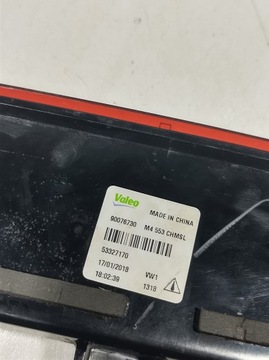 Valeo
MADE IN CHINA
90076730 M4 553 CHMSL
53327170
17/01/2018 VW1
18:02:39 1318